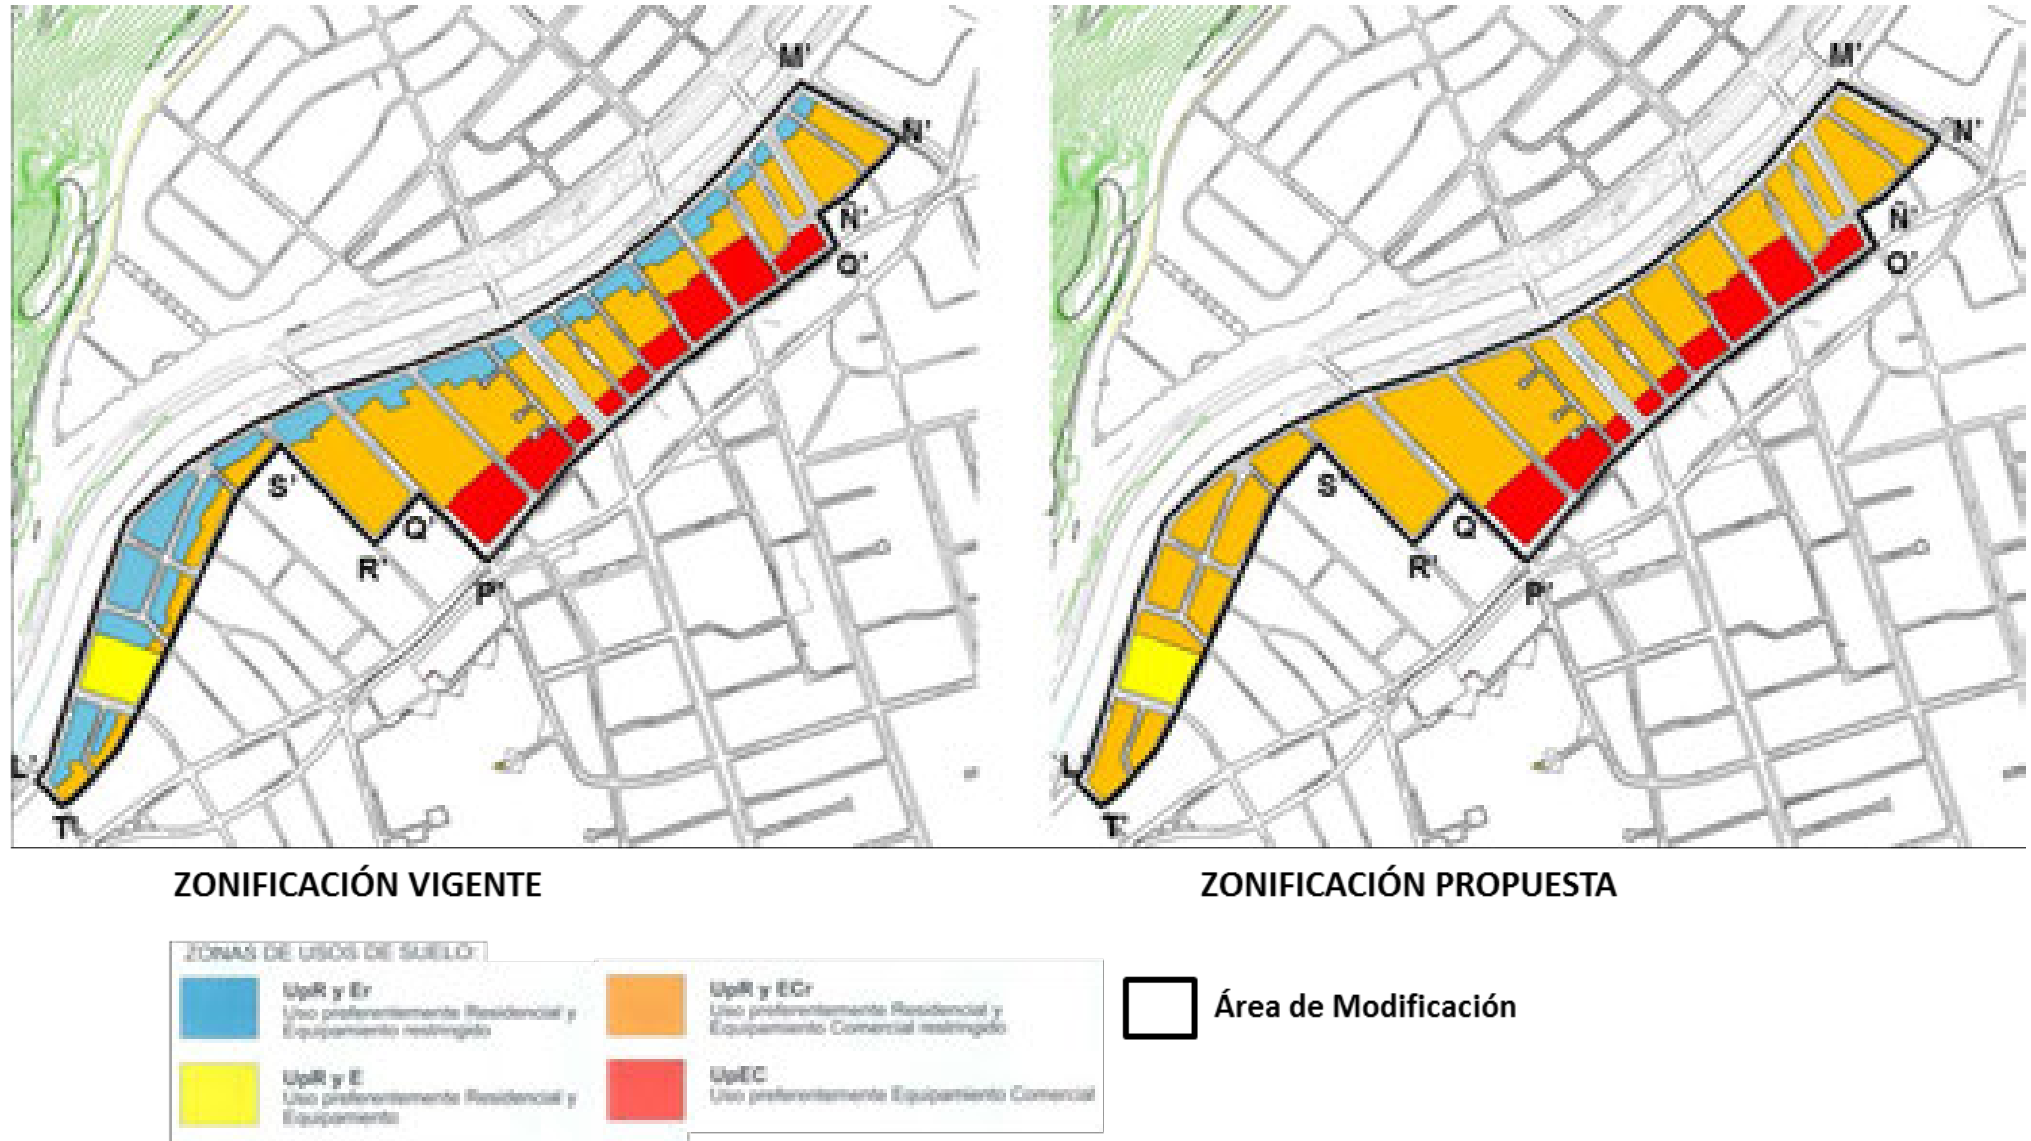 M'
N'
Ñ'
O'
S'
Q'
R'
P'
L'
T'
M'
N'
Ñ'
O'
S'
Q
R'
P'
L
T'
ZONIFICACIÓN VIGENTE
ZONIFICACIÓN PROPUESTA
ZONAS DE USOS DE SUELO:
UpR y Er
Uso preferentemente Residencial y
Equipamiento restringido
UpR y ECr
Uso preferentemente Residencial y
Equipamiento Comercial restringido
UpR y E
Uso preferentemente Residencial y
Equipamiento
UpEC
Uso preferentemente Equipamiento Comercial
Área de Modificación